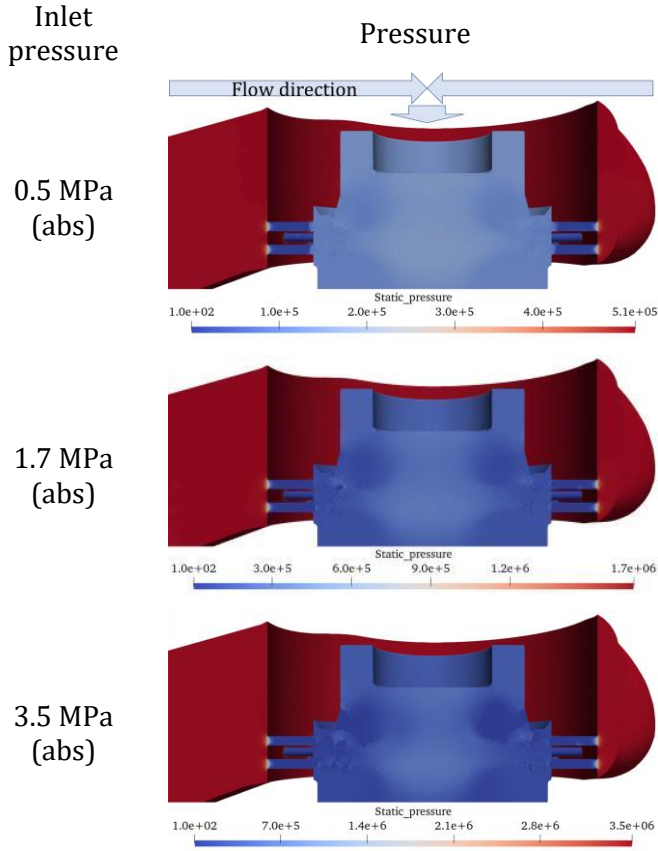 Inlet
pressure
Pressure
Flow direction
0.5 MPa
(abs)
Static_pressure
1.0e+02 1.0e+5 2.0e+5 3.0e+5 4.0e+5 5.1e+05
1.7 MPa
(abs)
Static_pressure
1.0e+02 3.0e+5 6.0e+5 9.0e+5 1.2e+6 1.7e+06
3.5 MPa
(abs)
Static_pressure
1.0e+02 7.0e+5 1.4e+6 2.1e+6 2.8e+6 3.5e+06